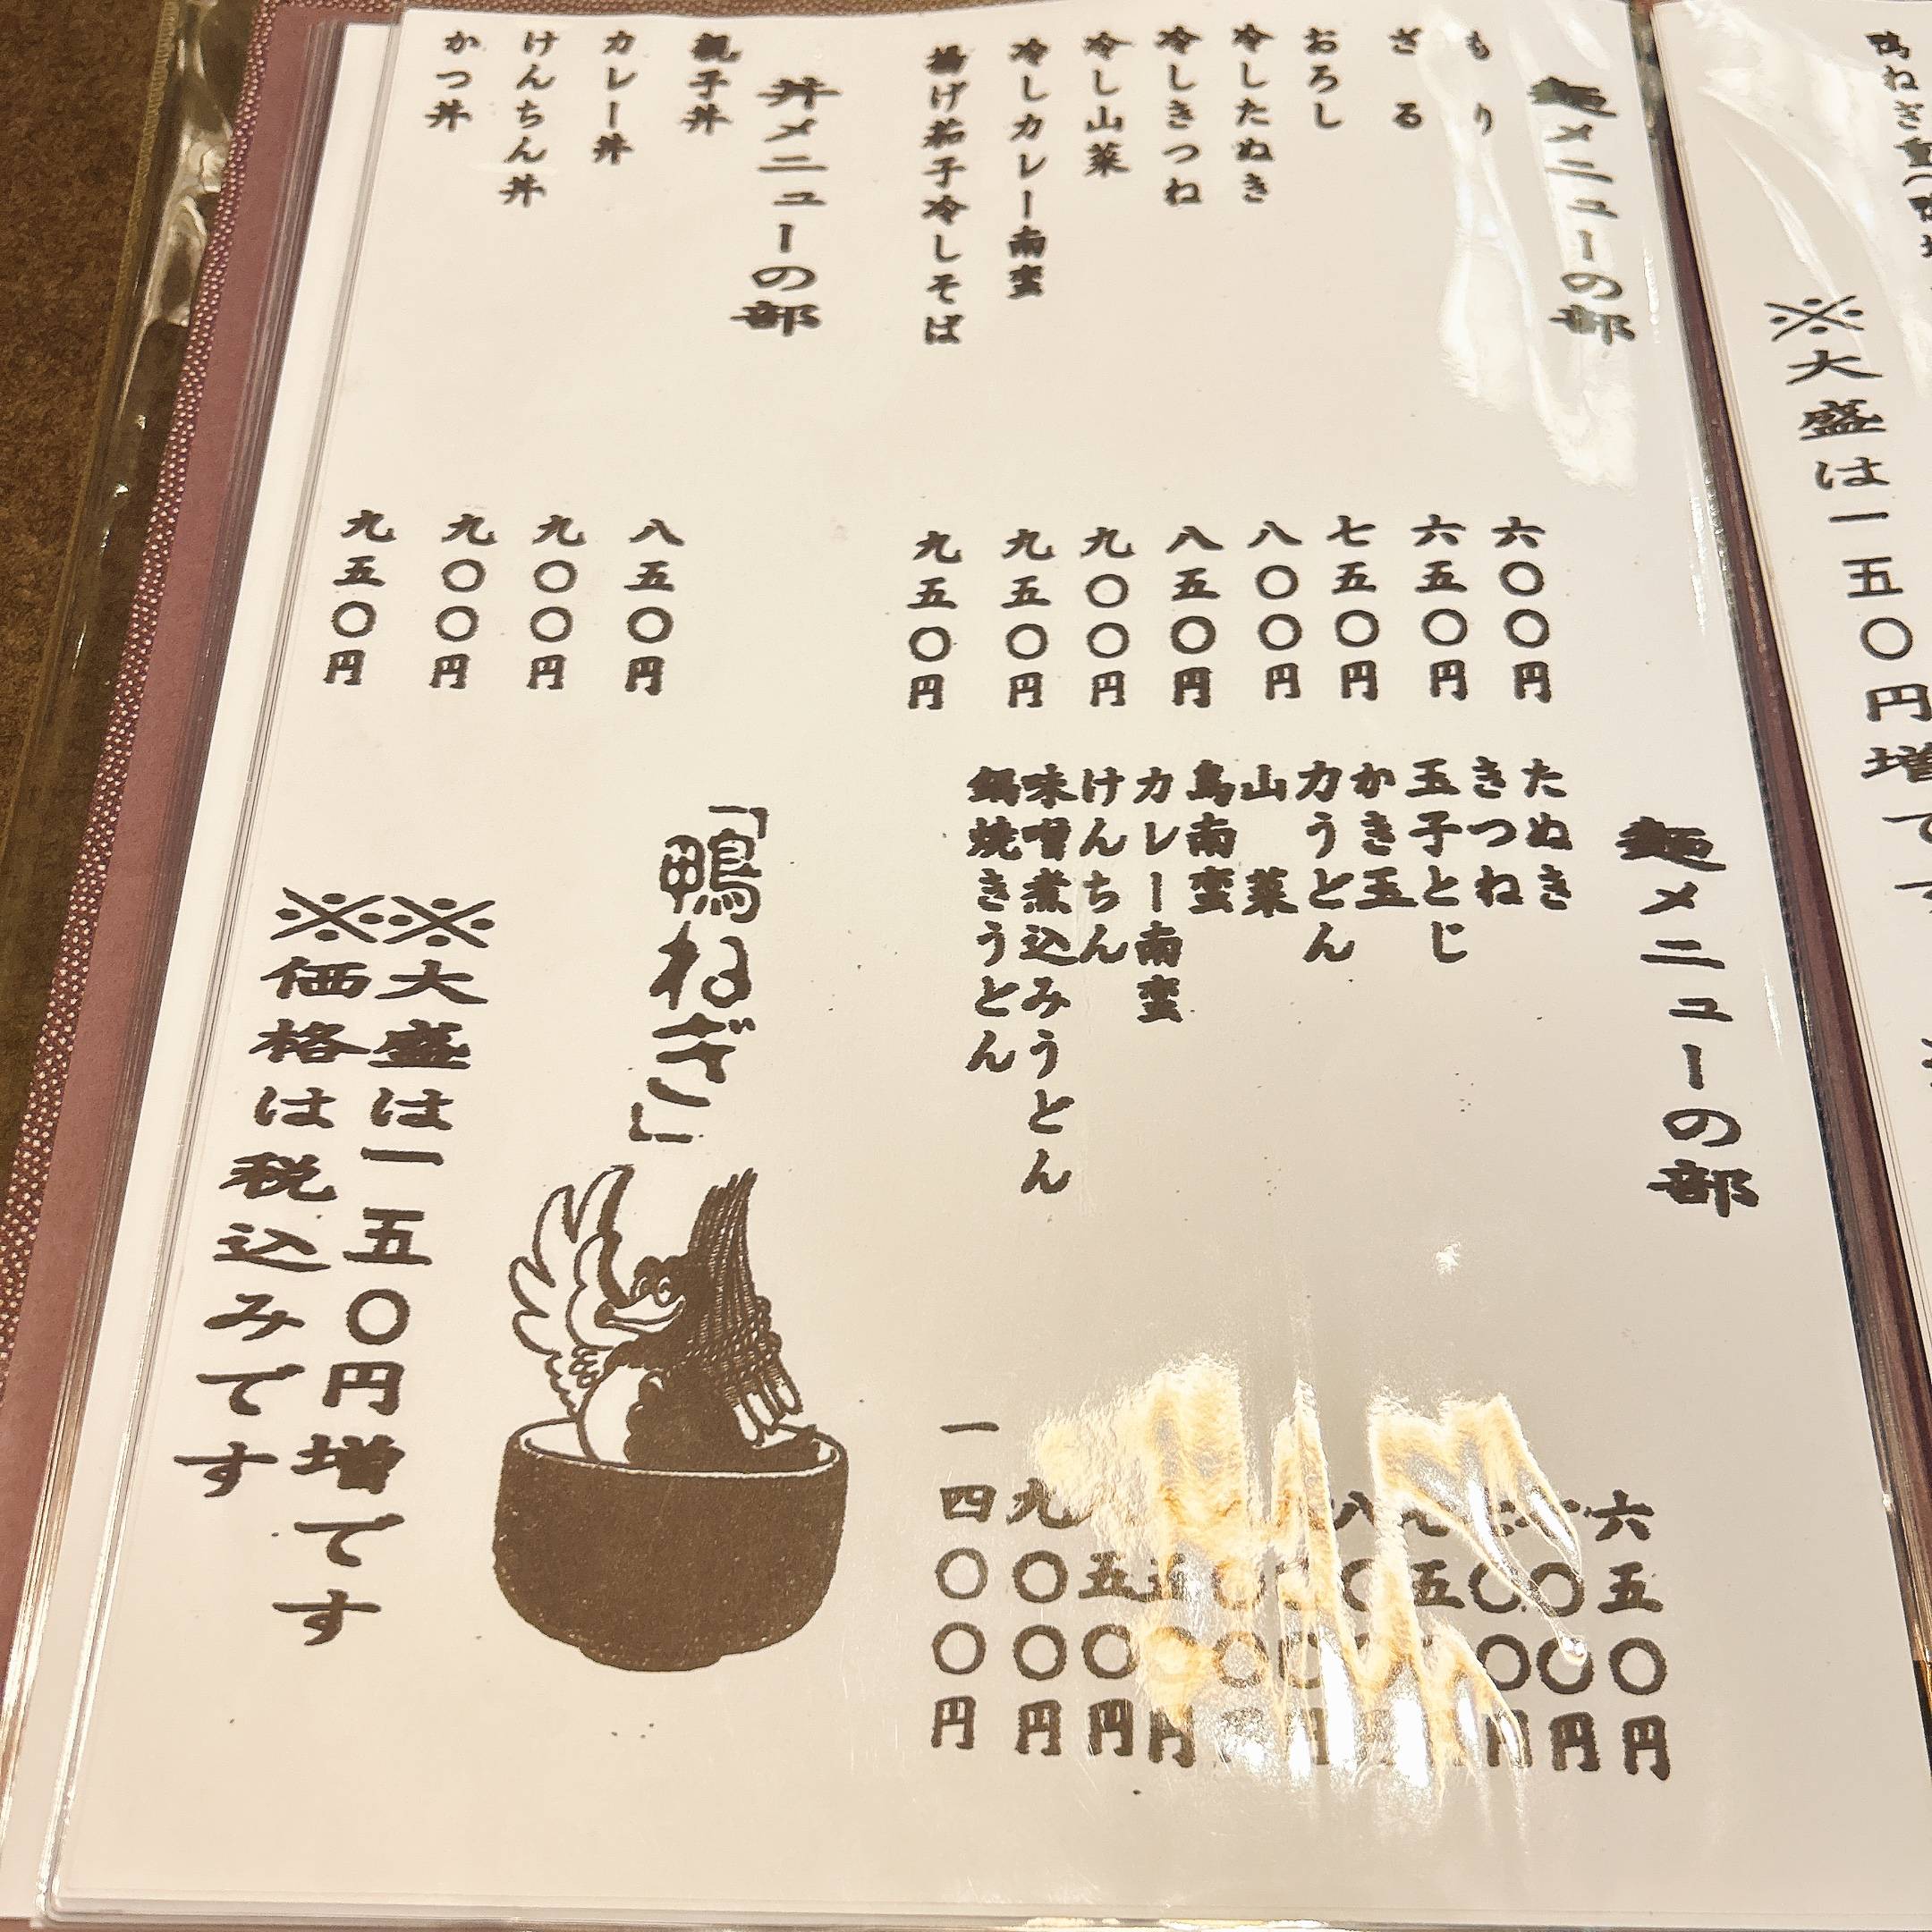 鴨ねぎ重
※大盛は一五〇円増で
麺メニューの部
もり 六〇〇円
ざる 六五〇円
おろし 七五〇円
冷したぬき 八〇〇円
冷しきつね 八五〇円
冷し山菜 九〇〇円
冷しカレー南蛮 九五〇円
揚げ茄子冷しそば 九五〇円
丼メニューの部
親子丼 八五〇円
カレー丼 九〇〇円
けんちん丼 九〇〇円
かつ丼 九五〇円
麺メニューの部
たぬき 六五〇円
きつね
玉子とじ
かき玉
力うどん
山菜
鳥南蛮
カレー南蛮
けんちん
味噌煮込みうどん 九〇〇円
鍋焼きうどん 一四〇〇円
「鴨ねぎ」
※大盛は一五〇円増です
※価格は税込みです